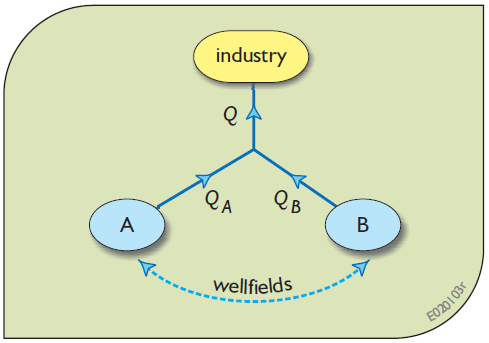 industry
Q
Q_A Q_B
A B
wellfields
E020103r